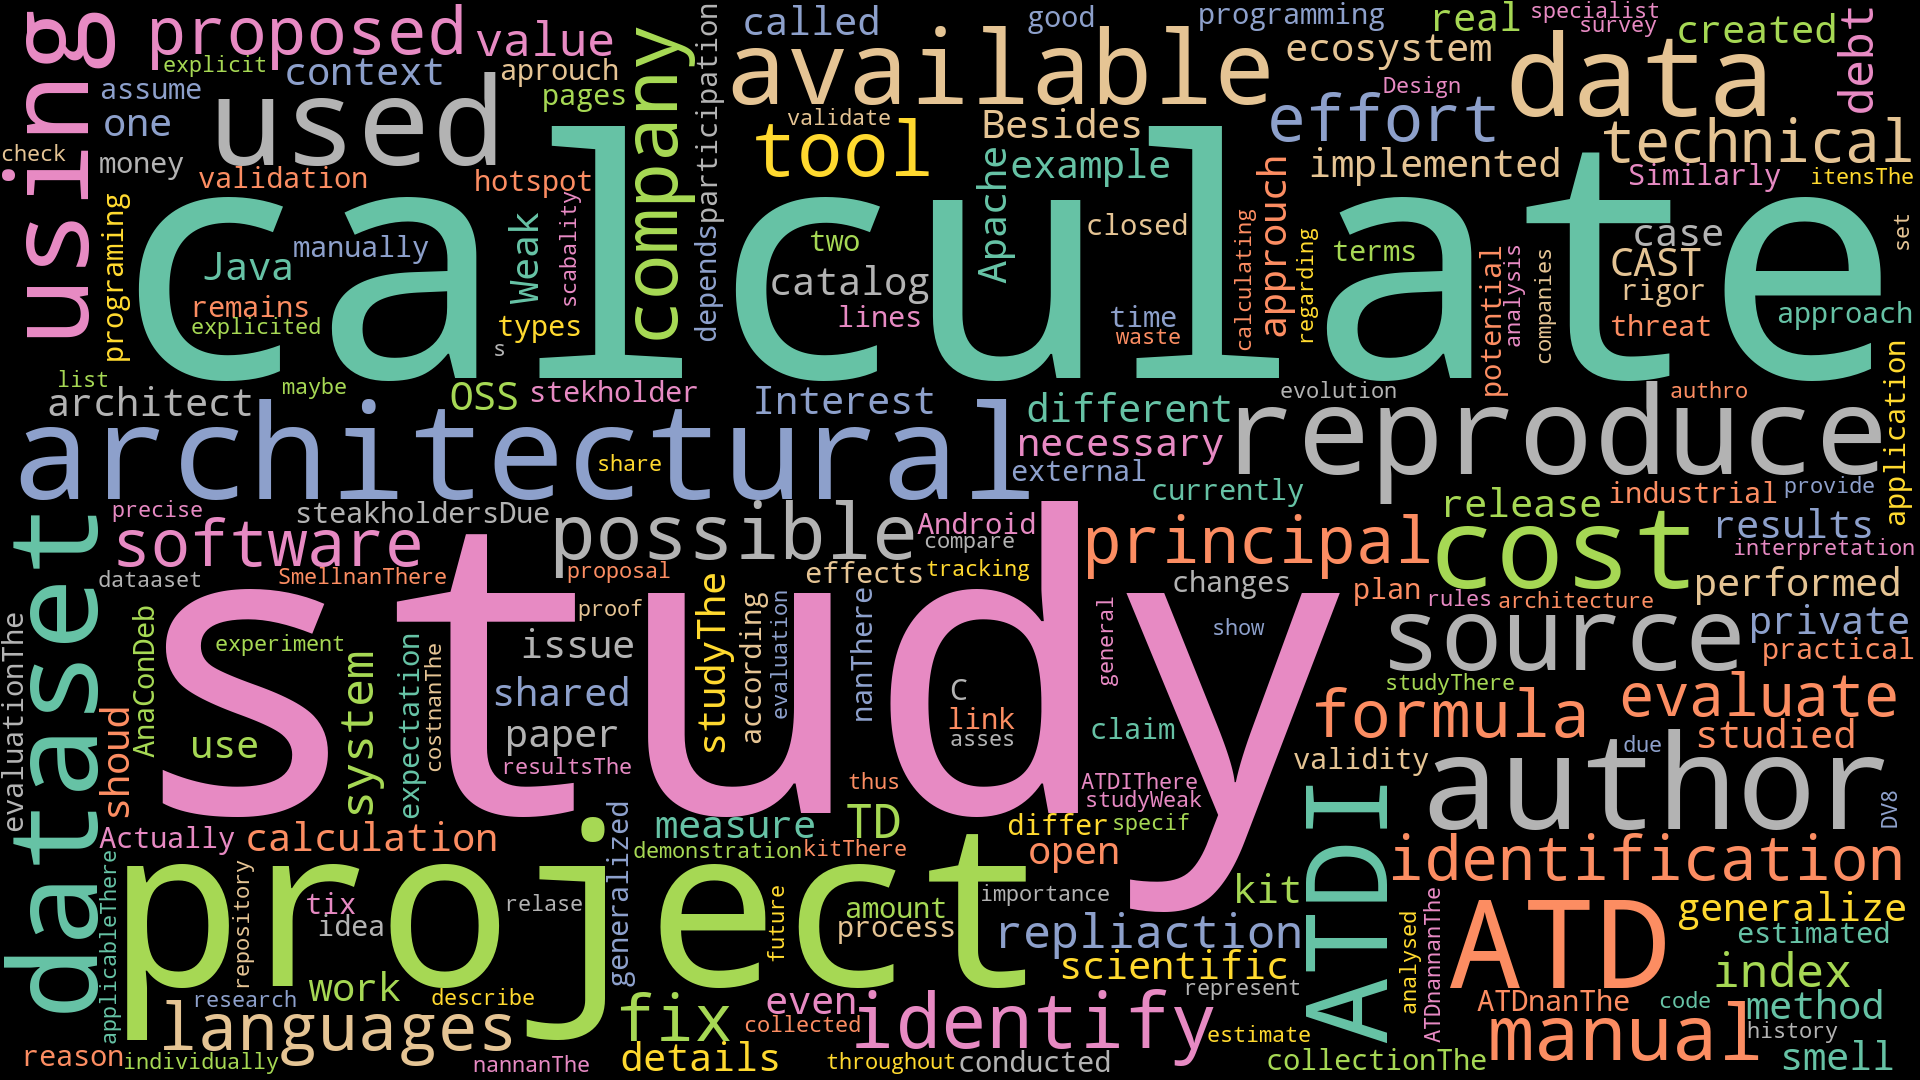 using
proposed
value
explicit
context
aprouch
assume
pages
one
used
check
money
validation
hotspot
company
dependsparticipation
called
good
programming
real
specialist
survey
created
available
ecosystem
data
debt
Design
validate
Besides
effort
tool
technical
example
implemented
Similarly
itensThe
calculate
programing
Java
manually
Weak
scabality
remains
explicited
types
s
two
catalog
lines
Apache
closed
time
waste
calculating
approuch
regarding
terms
potential
analysis
companies
case
CAST
rigor
threat
set
approach
list
maybe
architect
OSS
stekholder
Interest
different
evolution
authro
reproduce
application
architectural
share
necessary
external
currently
release
industrial
provide
precise
steakholdersDue
software
possible
Android
compare
principal
cost
results
interpretation
dataset
dataaset
SmellnanThere
proposal
effects
tracking
changes
plan
rules
architecture
performed
study
proof
evaluationThe
AnaConDeb
experiment
system
expectation
costnanThe
issue
shared
studyThe
according
evaluation
nanThere
general
show
source
private
practical
studyThere
C
link
asses
claim
formula
evaluate
studied
due
validity
shoud
use
paper
resultsThe
thus
ATDIThere
studyWeak
ATDI
author
DV8
Actually
calculation
generalized
measure
TD
differ
specif
demonstration
kitThere
open
identification
applicableThere
project
repository
tix
idea
relase
future
amount
process
importance
kit
repliaction
scientific
represent
analysed
ATDnannanThe
ATD
generalize
estimated
index
research
work
describe
languages
fix
even
collected
identify
estimate
ATDnanThe
code
method
manual
history
reason
individually
nannanThe
details
throughout
conducted
collectionThe
smell